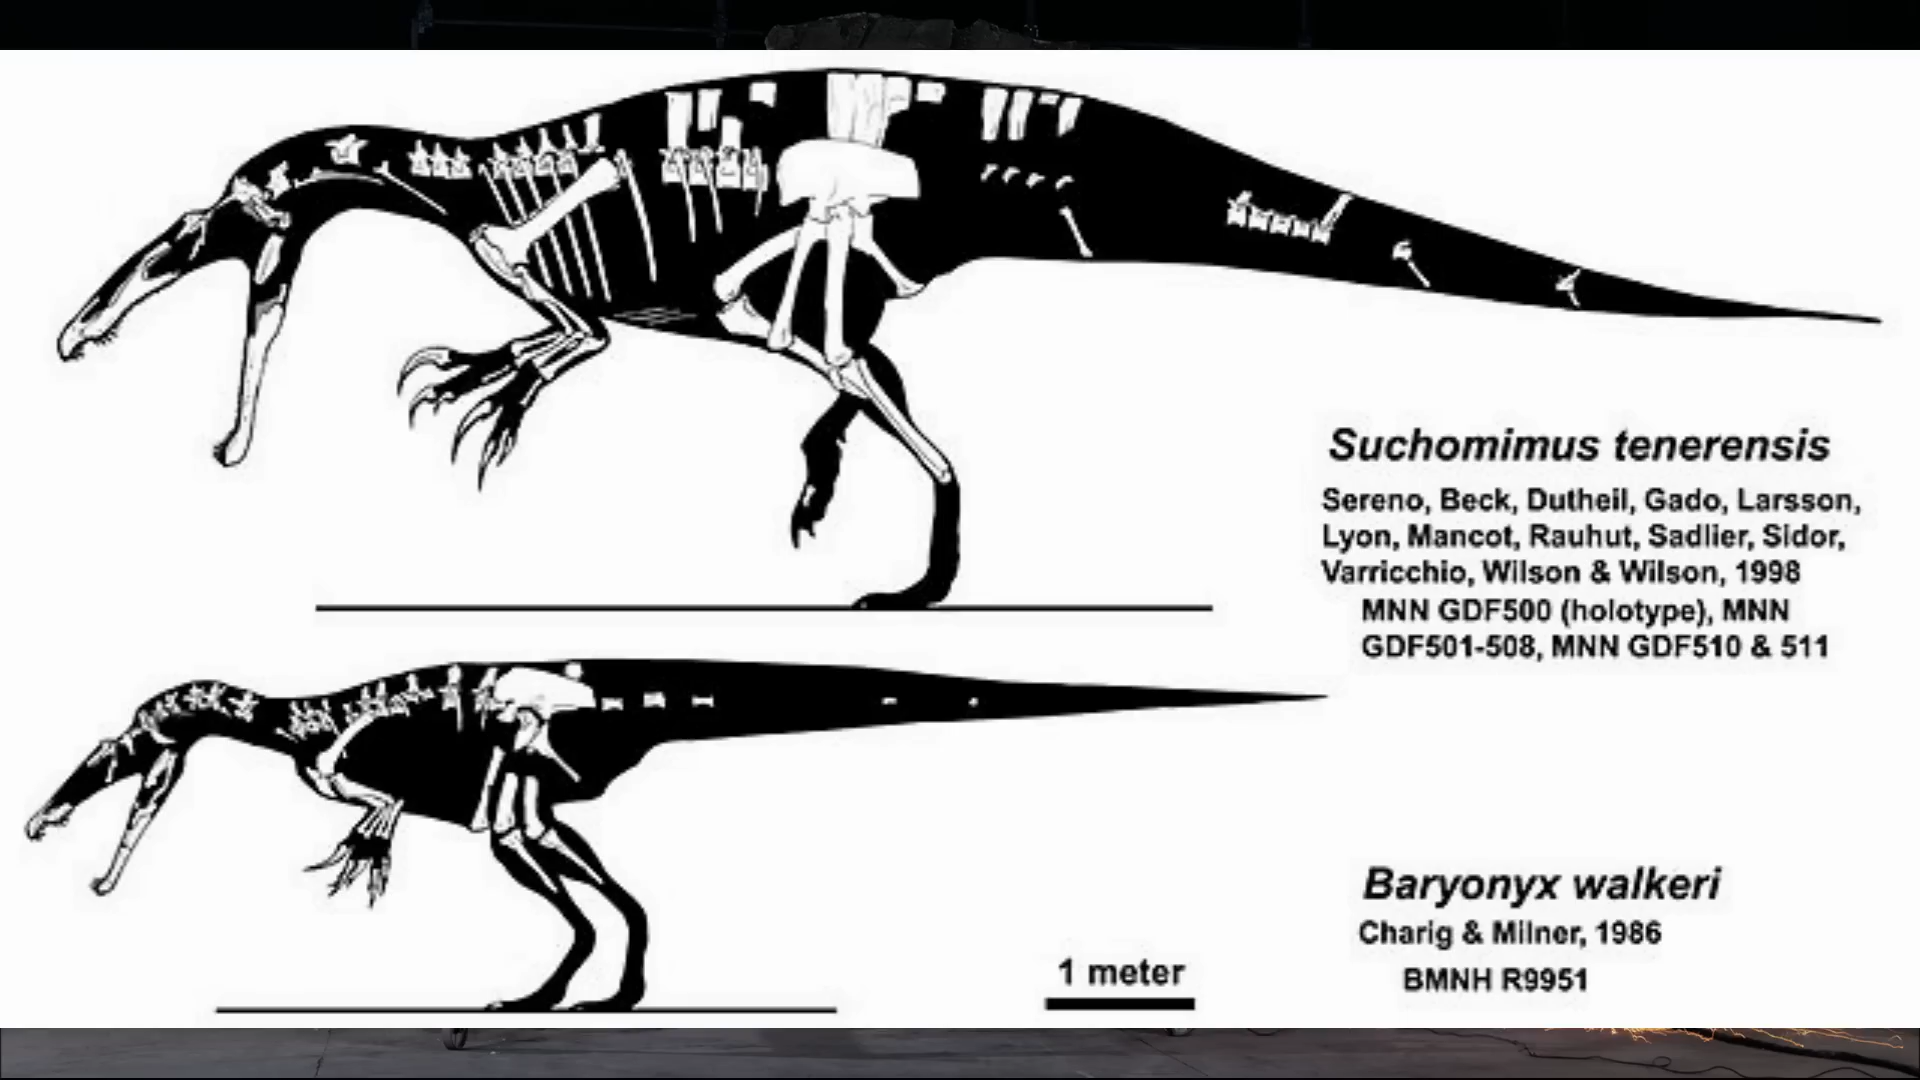 Suchomimus tenerensis
Sereno, Beck, Dutheil, Gado, Larsson,
Lyon, Mancot, Rauhut, Sadlier, Sidor,
Varricchio, Wilson & Wilson, 1998
MNN GDF500 (holotype), MNN
GDF501-508, MNN GDF510 & 511
Baryonyx walkeri
Charig & Milner, 1986
BMNH R9951
1 meter